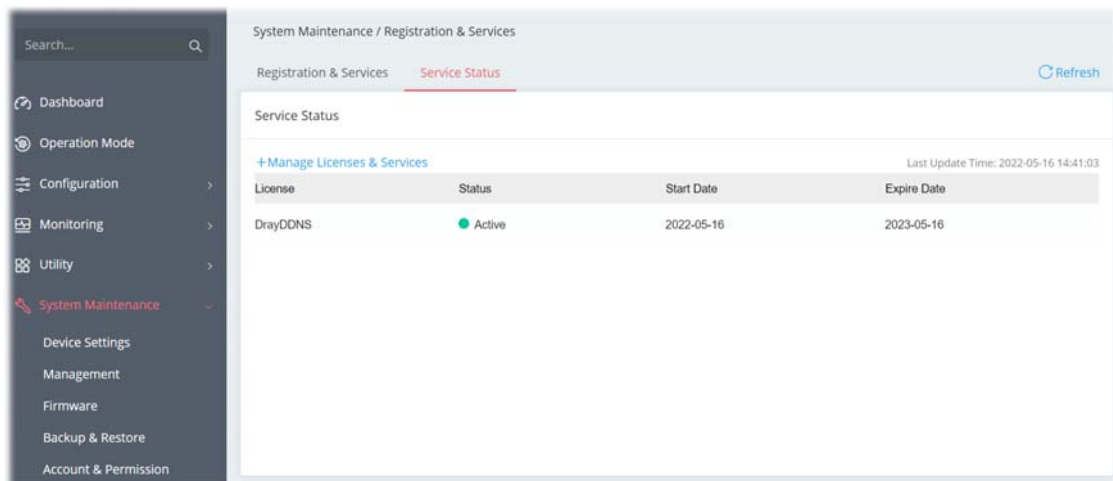 Search...
Dashboard
Operation Mode
Configuration
Monitoring
Utility
System Maintenance
Device Settings
Management
Firmware
Backup & Restore
Account & Permission
System Maintenance / Registration & Services
Registration & Services Service Status Refresh
Service Status
+Manage Licenses & Services Last Update Time: 2022-05-16 14:41:03
License Status Start Date Expire Date
DrayDDNS Active 2022-05-16 2023-05-16